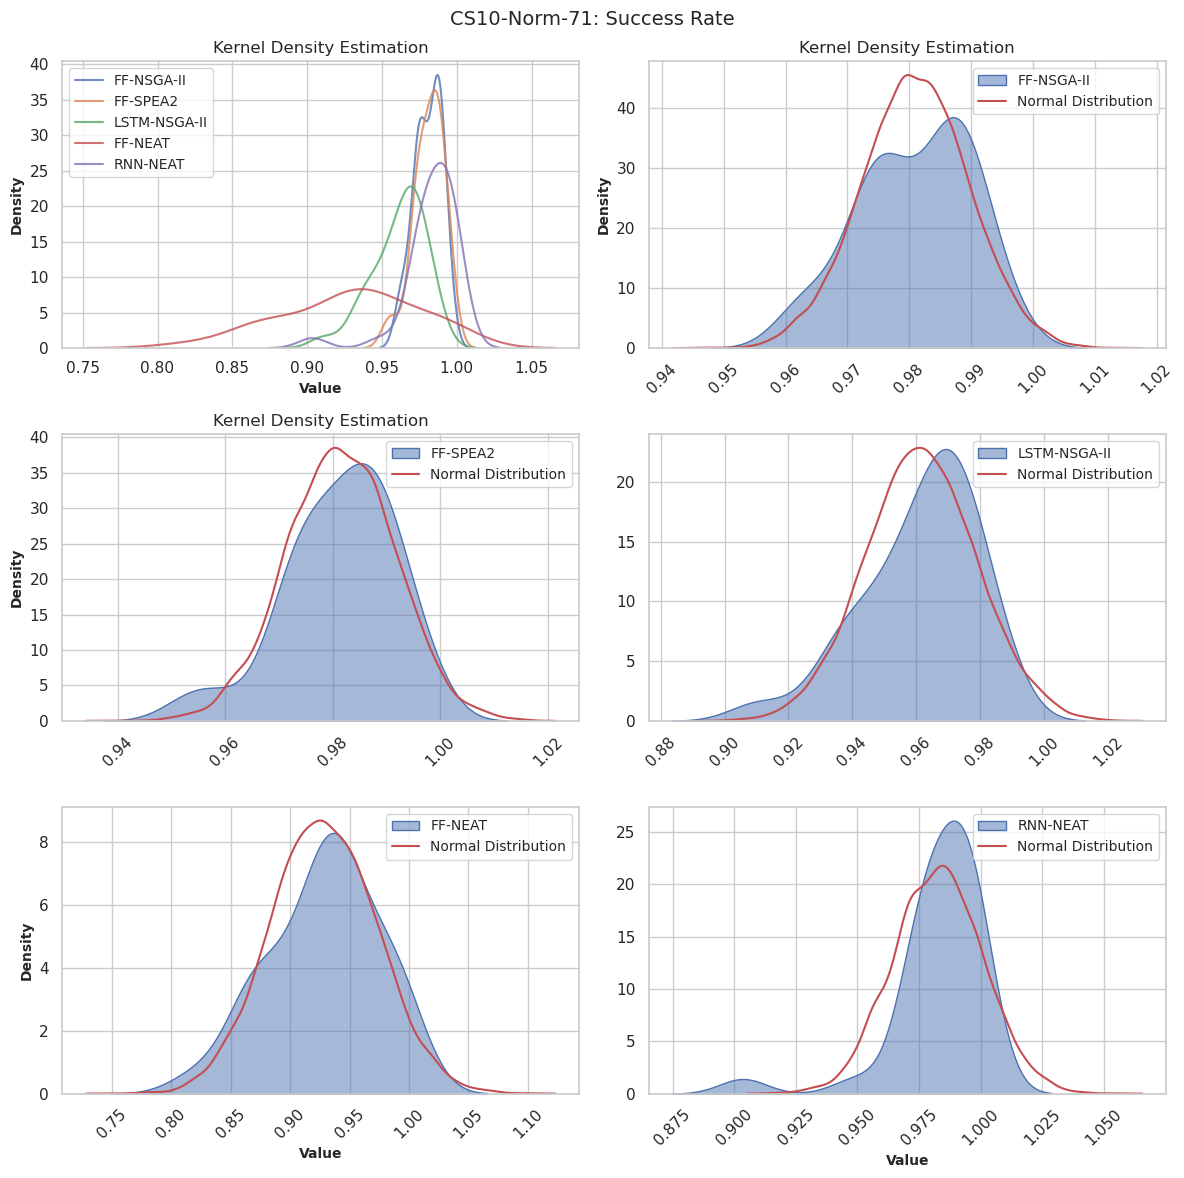 CS10-Norm-71: Success Rate
Kernel Density Estimation
40
35
30
25
20
15
10
5
0
Density
FF-NSGA-II
FF-SPEA2
LSTM-NSGA-II
FF-NEAT
RNN-NEAT
0.75 0.80 0.85 0.90 0.95 1.00 1.05
Value
Kernel Density Estimation
40
30
20
10
0
Density
FF-NSGA-II
Normal Distribution
0.94 0.95 0.96 0.97 0.98 0.99 1.00 1.01 1.02
Kernel Density Estimation
40
35
30
25
20
15
10
5
0
Density
FF-SPEA2
Normal Distribution
0.94 0.96 0.98 1.00 1.02
20
15
10
5
0
LSTM-NSGA-II
Normal Distribution
0.88 0.90 0.92 0.94 0.96 0.98 1.00 1.02
8
6
4
2
0
Density
FF-NEAT
Normal Distribution
0.75 0.80 0.85 0.90 0.95 1.00 1.05 1.10
Value
25
20
15
10
5
0
RNN-NEAT
Normal Distribution
0.875 0.900 0.925 0.950 0.975 1.000 1.025 1.050
Value